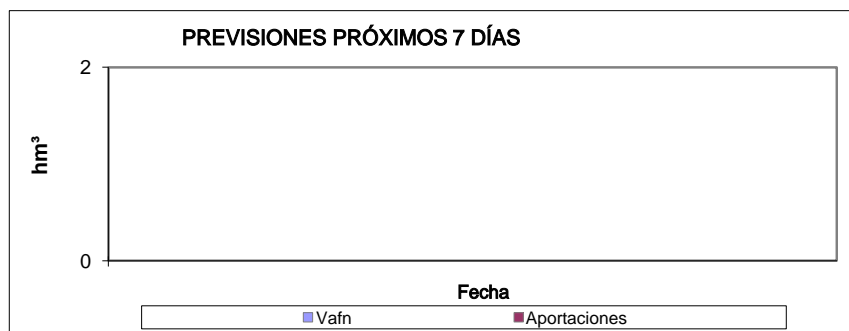 PREVISIONES PRÓXIMOS 7 DÍAS
2
hm³
0
Fecha
Vafn Aportaciones